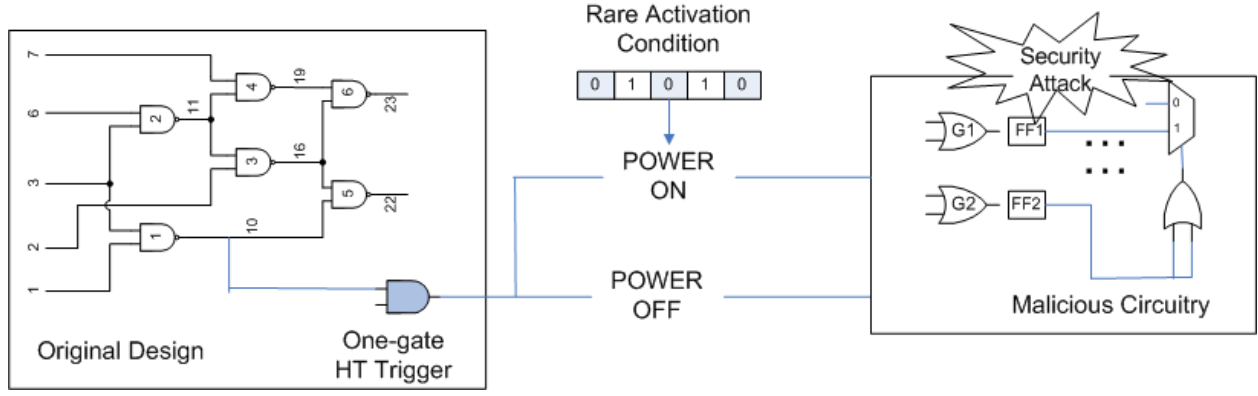 Rare Activation
Condition
0 1 0 1 0
POWER
ON
POWER
OFF
7
6
3
2
1
11
19
16
10
23
22
4
6
2
3
5
1
Original Design
One-gate
HT Trigger
Security
Attack
0
1
G1
FF1
G2
FF2
Malicious Circuitry